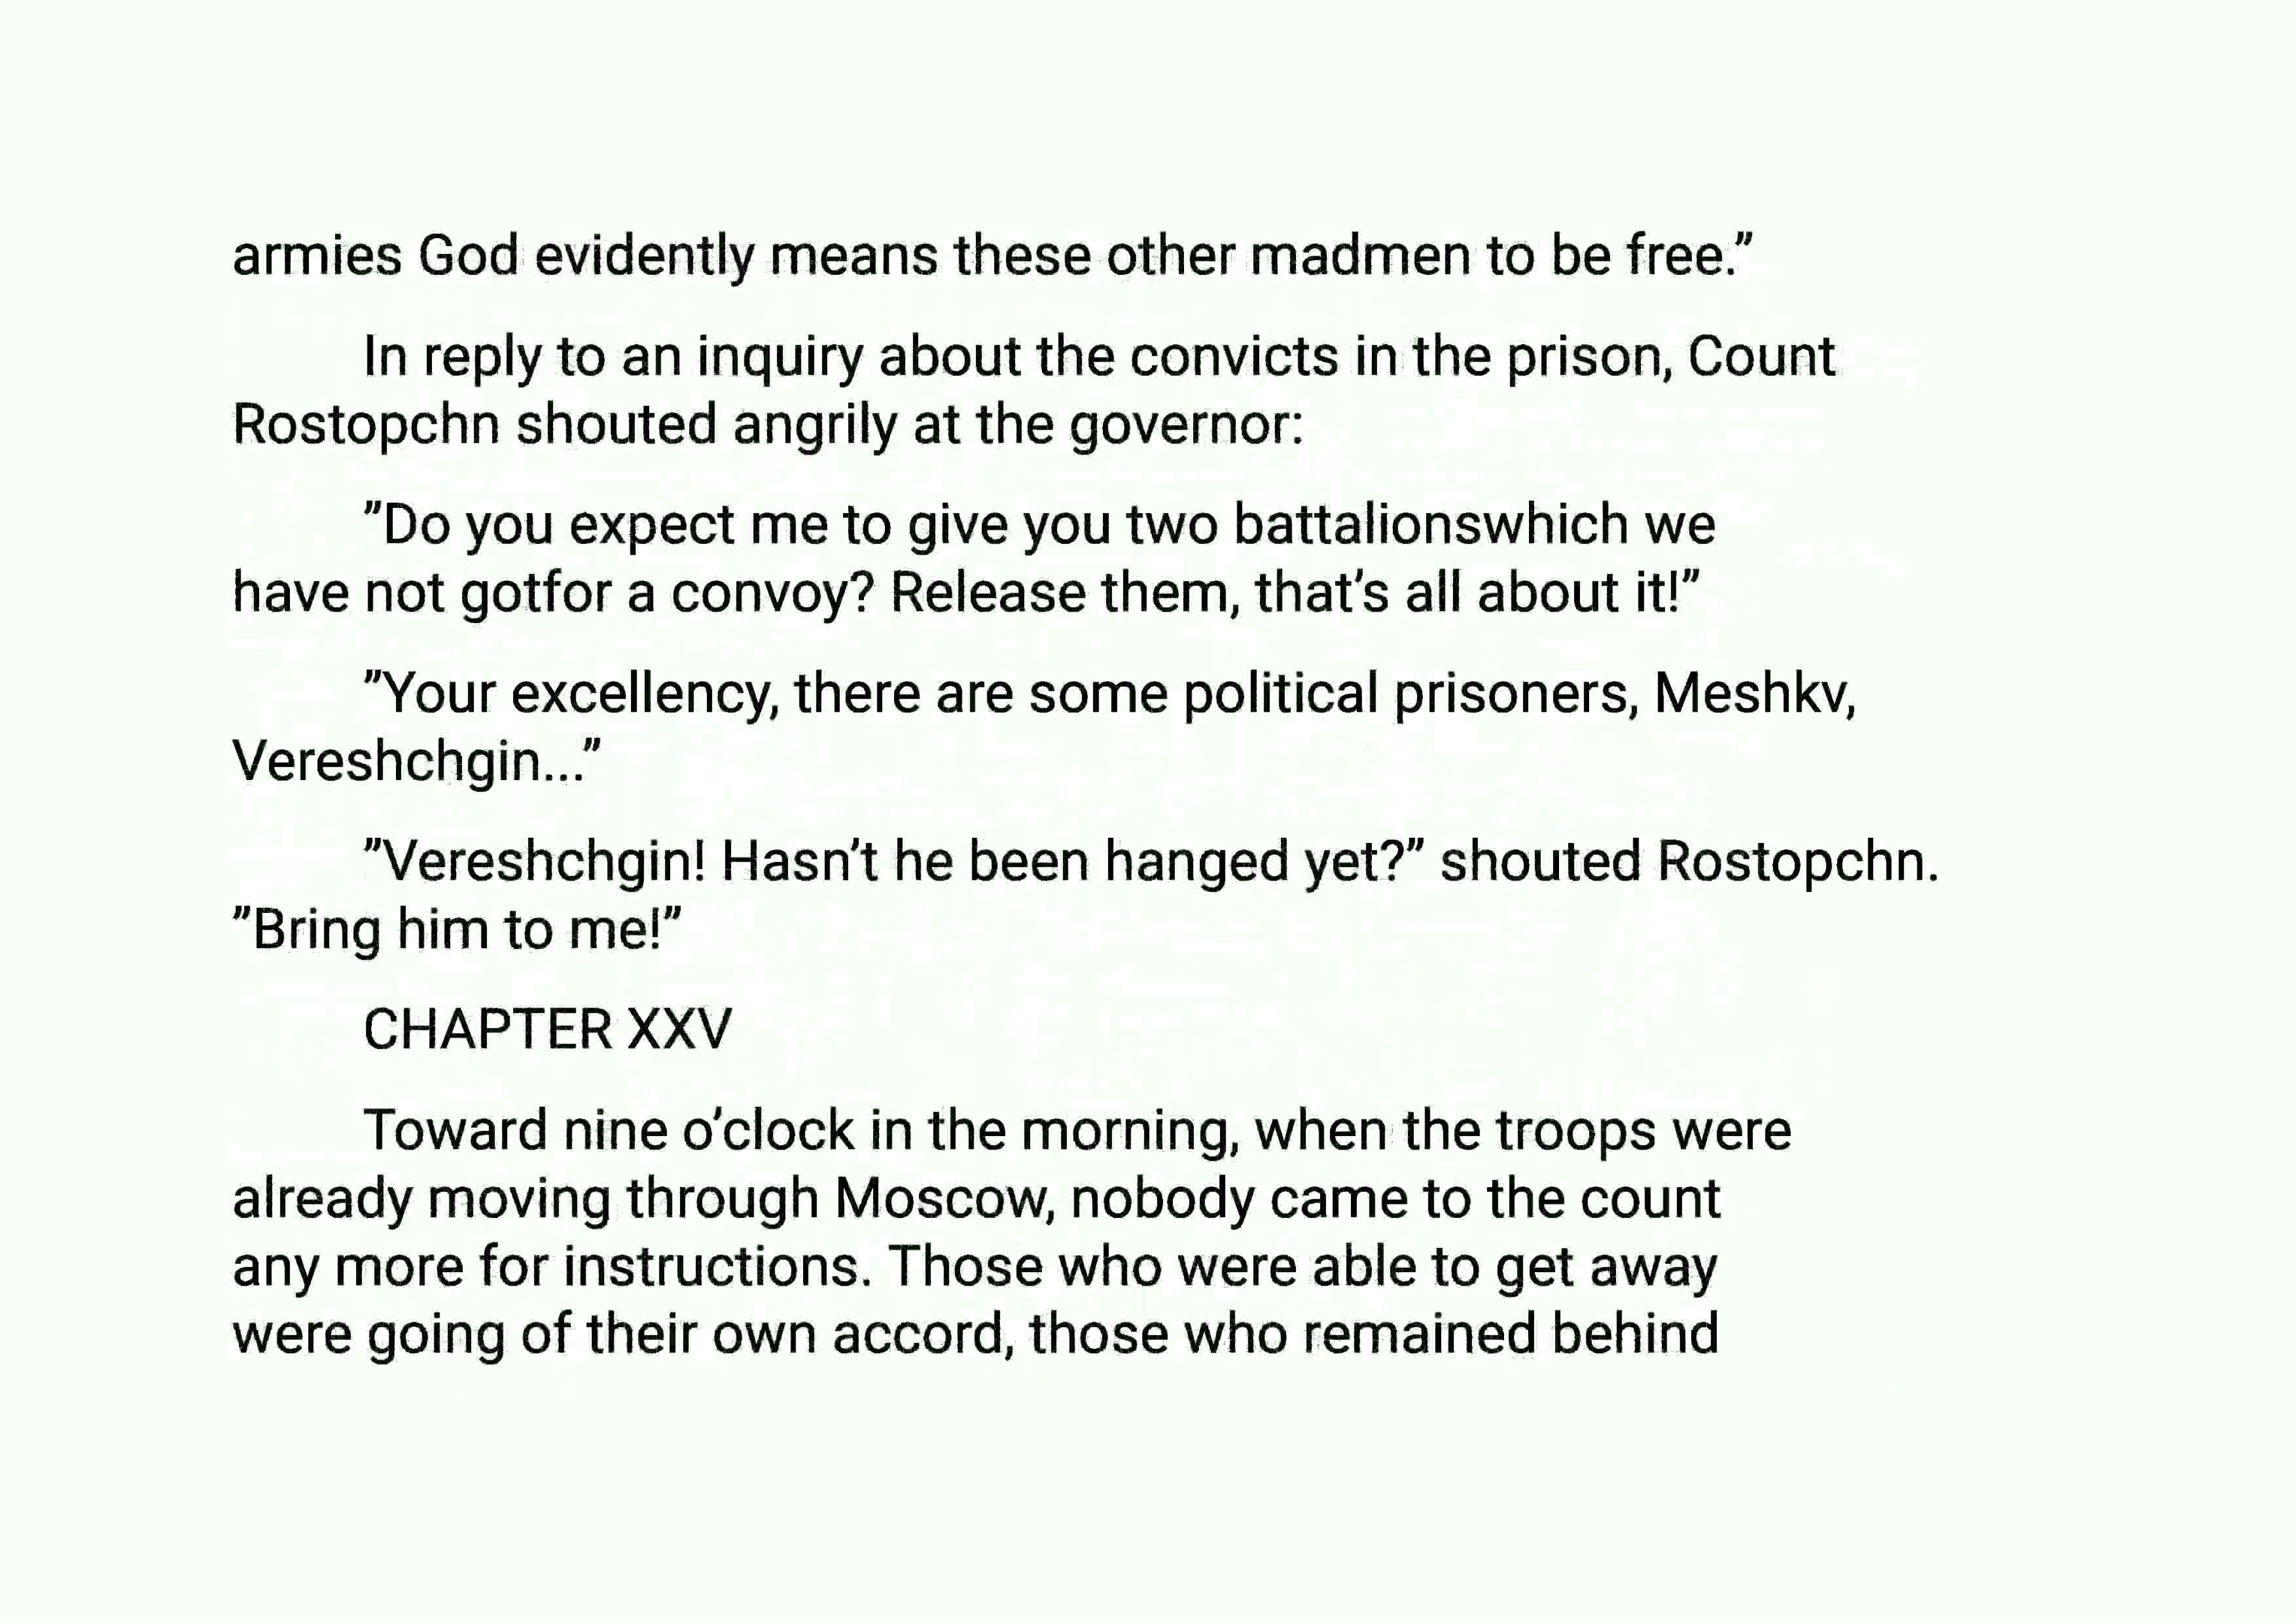 armies God evidently means these other madmen to be free.”
In reply to an inquiry about the convicts in the prison, Count
Rostopchn shouted angrily at the governor:
”Do you expect me to give you two battalionswhich we
have not gotfor a convoy? Release them, that’s all about it!”
”Your excellency, there are some political prisoners, Meshkv,
Vereshchgin...”
”Vereshchgin! Hasn’t he been hanged yet?” shouted Rostopchn.
”Bring him to me!”
CHAPTER XXV
Toward nine o’clock in the morning, when the troops were
already moving through Moscow, nobody came to the count
any more for instructions. Those who were able to get away
were going of their own accord, those who remained behind